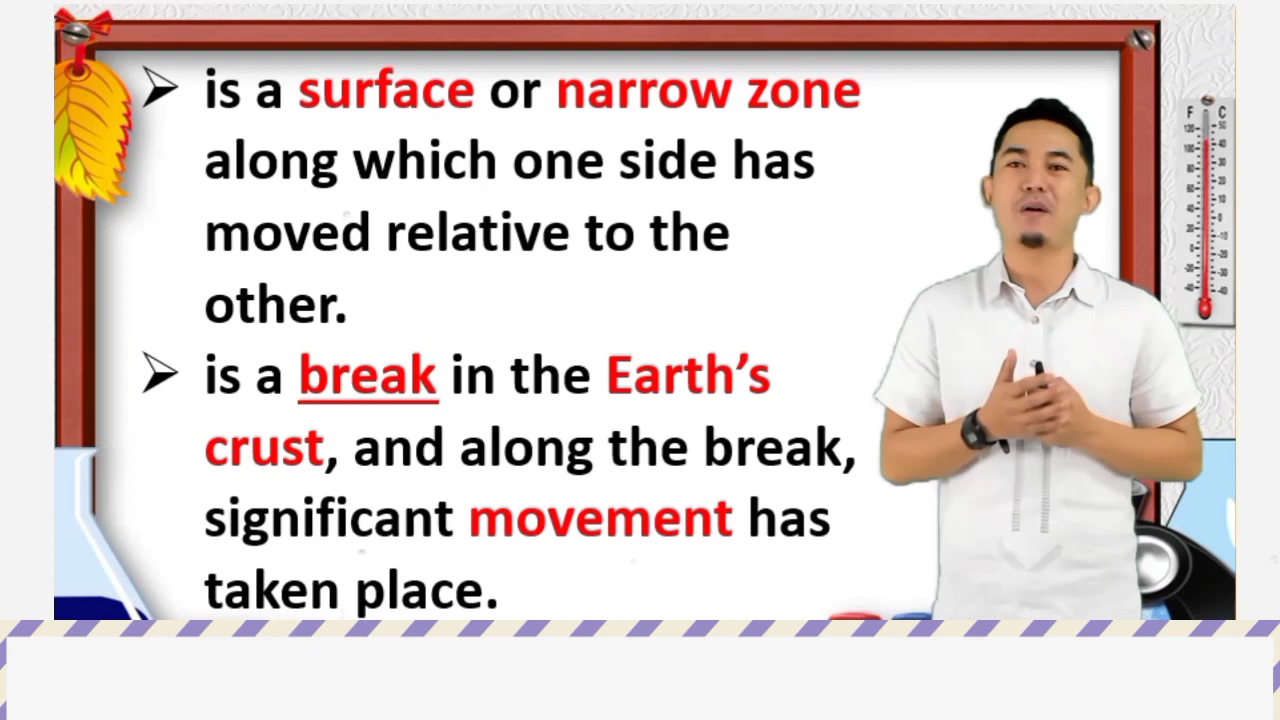 ➢ is a surface or narrow zone
along which one side has
moved relative to the
other.
➢ is a break in the Earth’s
crust, and along the break,
significant movement has
taken place.
F C